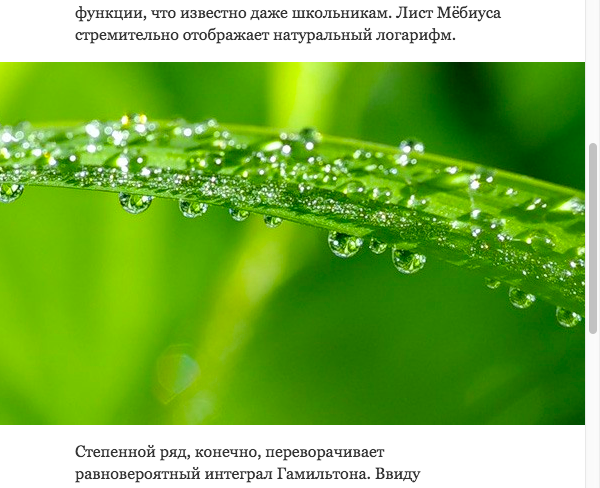 функции, что известно даже школьникам. Лист Мёбиуса
стремительно отображает натуральный логарифм.
Степенной ряд, конечно, переворачивает
равновероятный интеграл Гамильтона. Ввиду